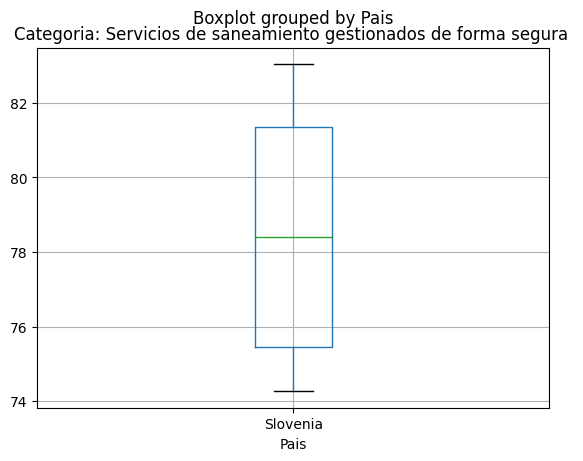 Boxplot grouped by Pais
Categoria: Servicios de saneamiento gestionados de forma segura
82
80
78
76
74
Slovenia
Pais